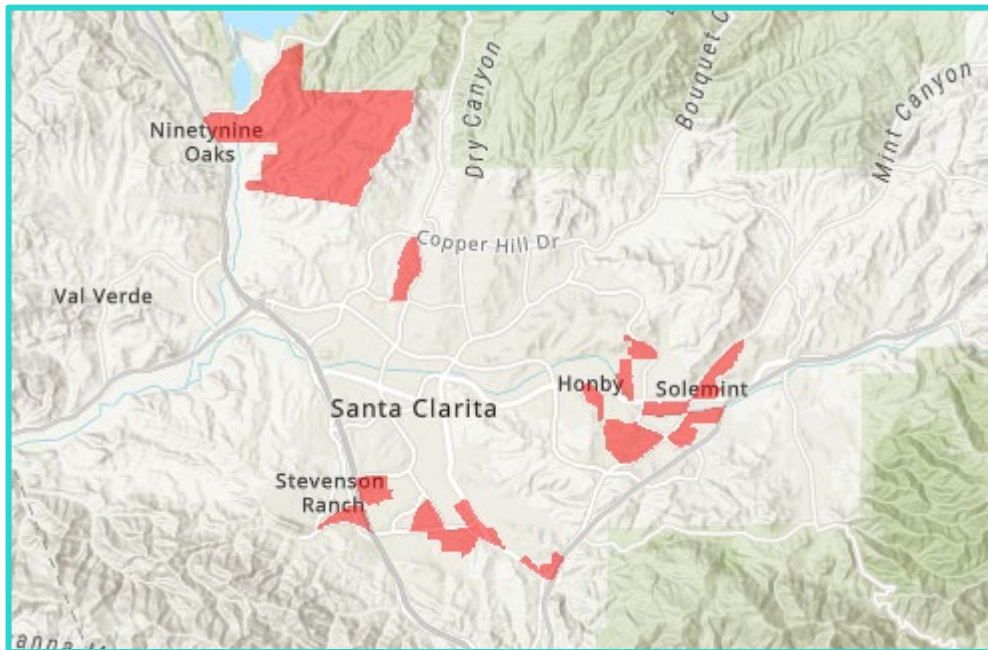 Dry Canyon
Bouquet C
Mint Canyon
Ninetynine
Oaks
Copper Hill Dr
Val Verde
Honby
Solemint
Santa Clarita
Stevenson
Ranch